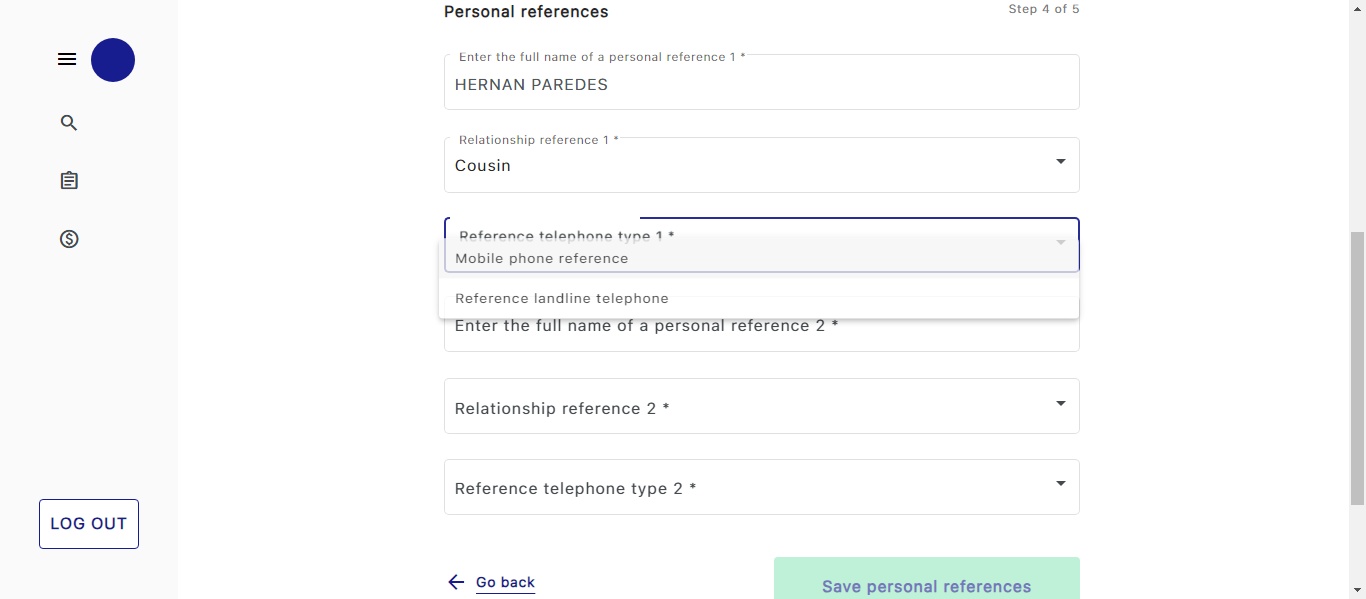 Personal references
Step 4 of 5
Enter the full name of a personal reference 1 *
HERNAN PAREDES
Relationship reference 1 *
Cousin
Reference telephone type 1 *
Mobile phone reference
Reference landline telephone
Enter the full name of a personal reference 2 *
Relationship reference 2 *
Reference telephone type 2 *
LOG OUT
Go back
Save personal references